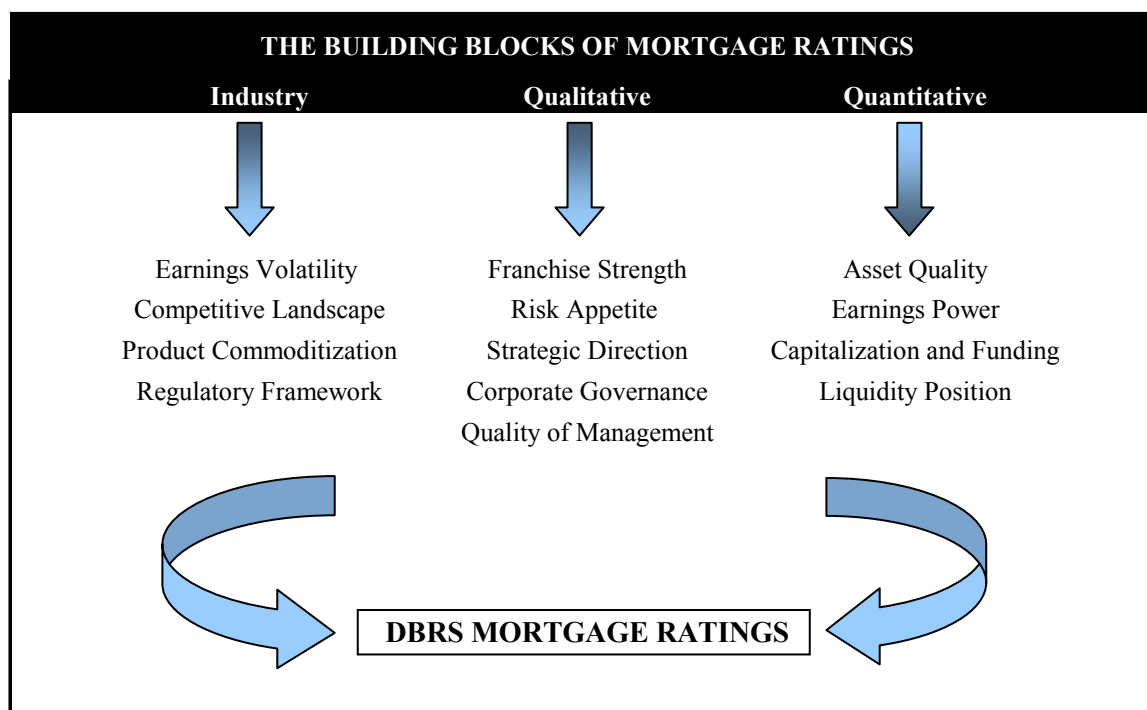 THE BUILDING BLOCKS OF MORTGAGE RATINGS
Industry Qualitative Quantitative
Earnings Volatility Franchise Strength Asset Quality
Competitive Landscape Risk Appetite Earnings Power
Product Commoditization Strategic Direction Capitalization and Funding
Regulatory Framework Corporate Governance Liquidity Position
Quality of Management
DBRS MORTGAGE RATINGS